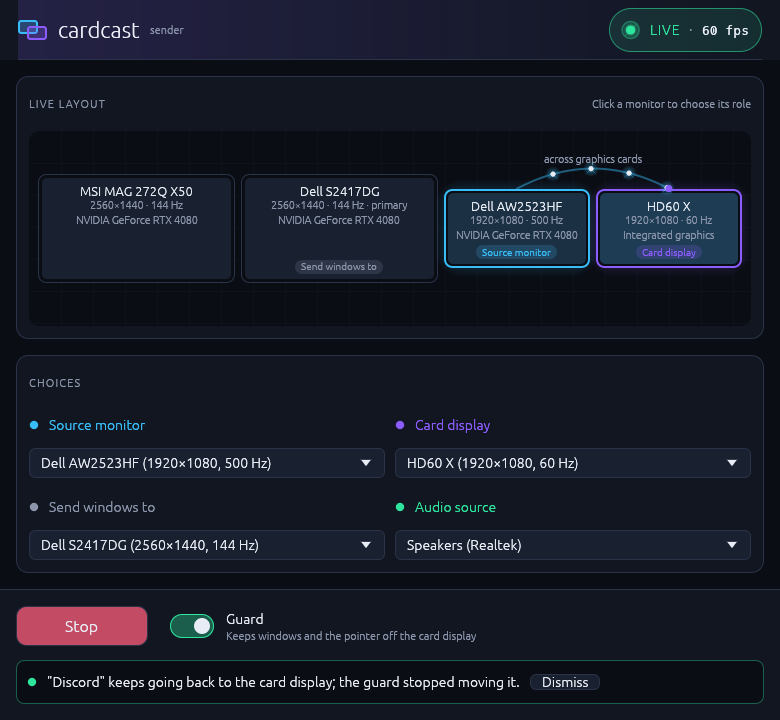 cardcast sender
LIVE · 60 fps
LIVE LAYOUT
Click a monitor to choose its role
across graphics cards
MSI MAG 272Q X50
2560×1440 · 144 Hz
NVIDIA GeForce RTX 4080
Dell S2417DG
2560×1440 · 144 Hz · primary
NVIDIA GeForce RTX 4080
Send windows to
Dell AW2523HF
1920×1080 · 500 Hz
NVIDIA GeForce RTX 4080
Source monitor
HD60 X
1920×1080 · 60 Hz
Integrated graphics
Card display
CHOICES
Source monitor
Dell AW2523HF (1920×1080, 500 Hz)
Card display
HD60 X (1920×1080, 60 Hz)
Send windows to
Dell S2417DG (2560×1440, 144 Hz)
Audio source
Speakers (Realtek)
Stop
Guard
Keeps windows and the pointer off the card display
"Discord" keeps going back to the card display; the guard stopped moving it.
Dismiss